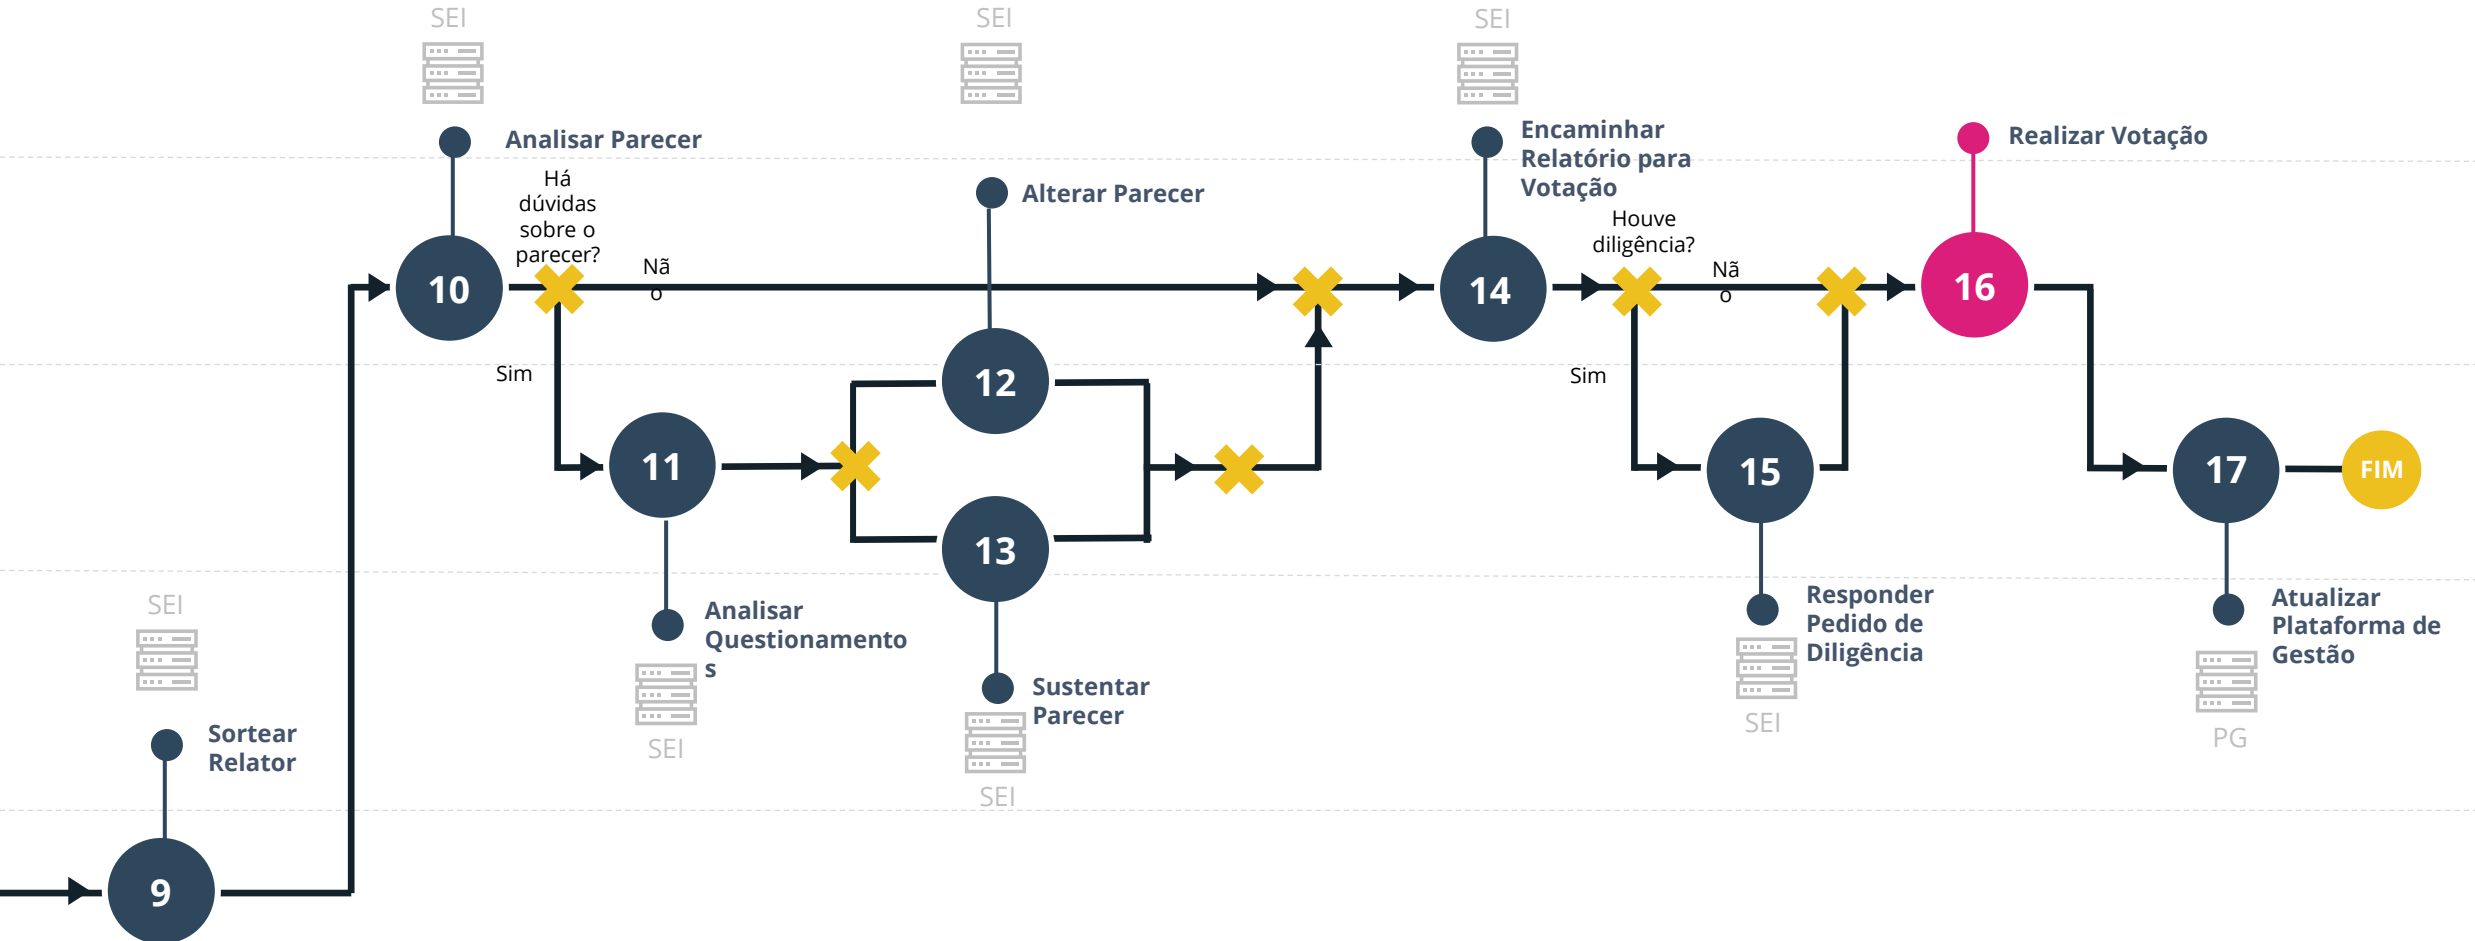 SEI
SEI
SEI
Analisar Parecer
Encaminhar
Relatório para
Votação
Realizar Votação
Há
dúvidas
sobre o
parecer?
Alterar Parecer
Houve
diligência?
Nã
o
Nã
o
10
14
16
Sim
12
Sim
11
13
15
17
FIM
SEI
Analisar
Questionamento
s
SEI
Sustentar
Parecer
SEI
Responder
Pedido de
Diligência
SEI
Atualizar
Plataforma de
Gestão
PG
Sortear
Relator
9